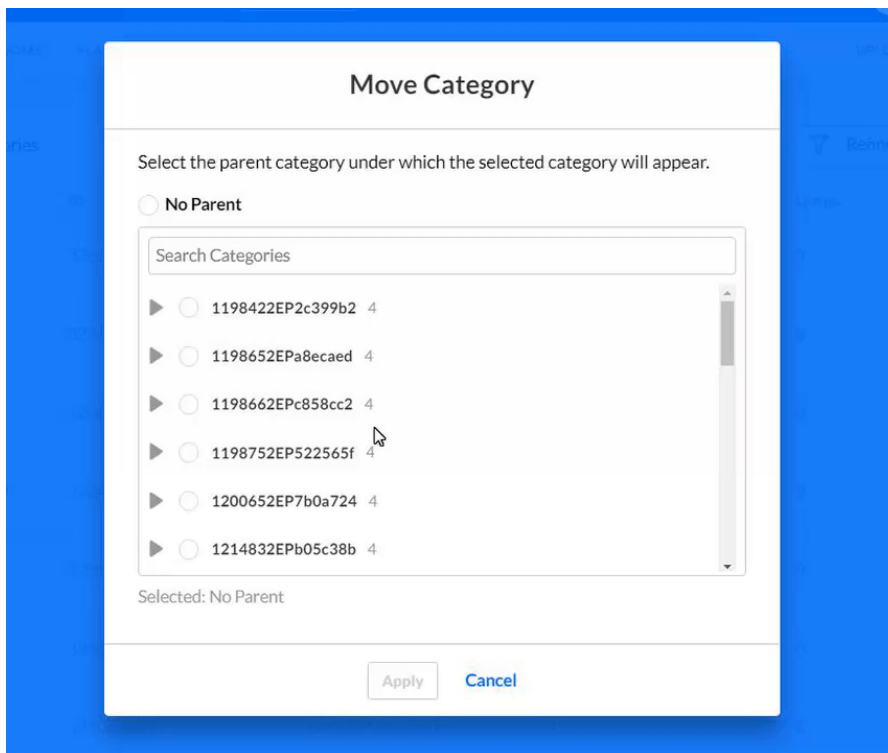 Move Category
Select the parent category under which the selected category will appear.
No Parent
Search Categories
1198422EP2c399b2 4
1198652EPa8ecaed 4
1198662EPc858cc2 4
1198752EP522565f 4
1200652EP7b0a724 4
1214832EPb05c38b 4
Selected: No Parent
Apply Cancel